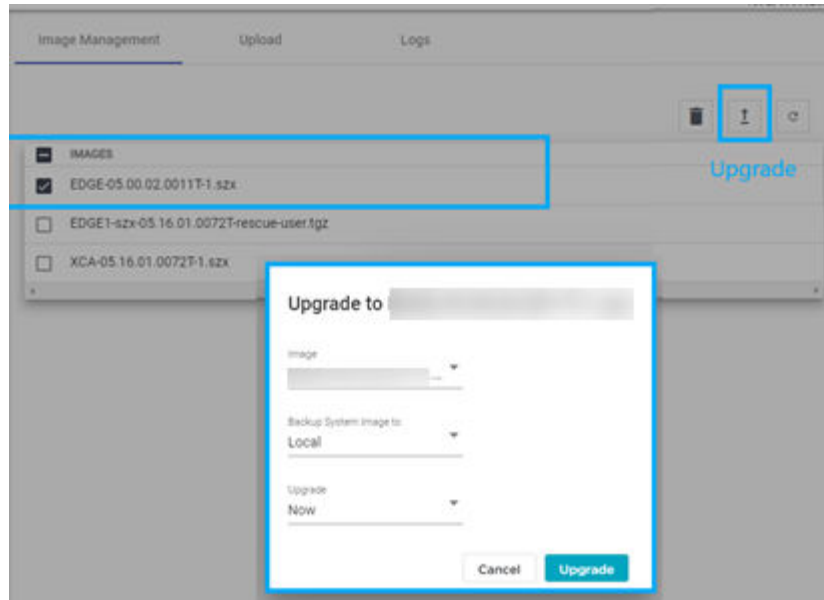 Image Management Upload Logs
Upgrade
IMAGES
EDGE-05.00.02.0011T-1.szx
EDGE1-szx-05.16.01.0072T-rescue-user.tgz
XCA-05.16.01.0072T-1.szx
Upgrade to
Image
...
Backup System Image to
Local
Upgrade
Now
Cancel Upgrade